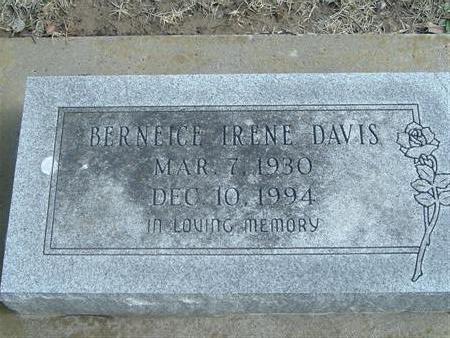 BERNEICE IRENE DAVIS
MAR. 7, 1930
DEC 10, 1994
IN LOVING MEMORY